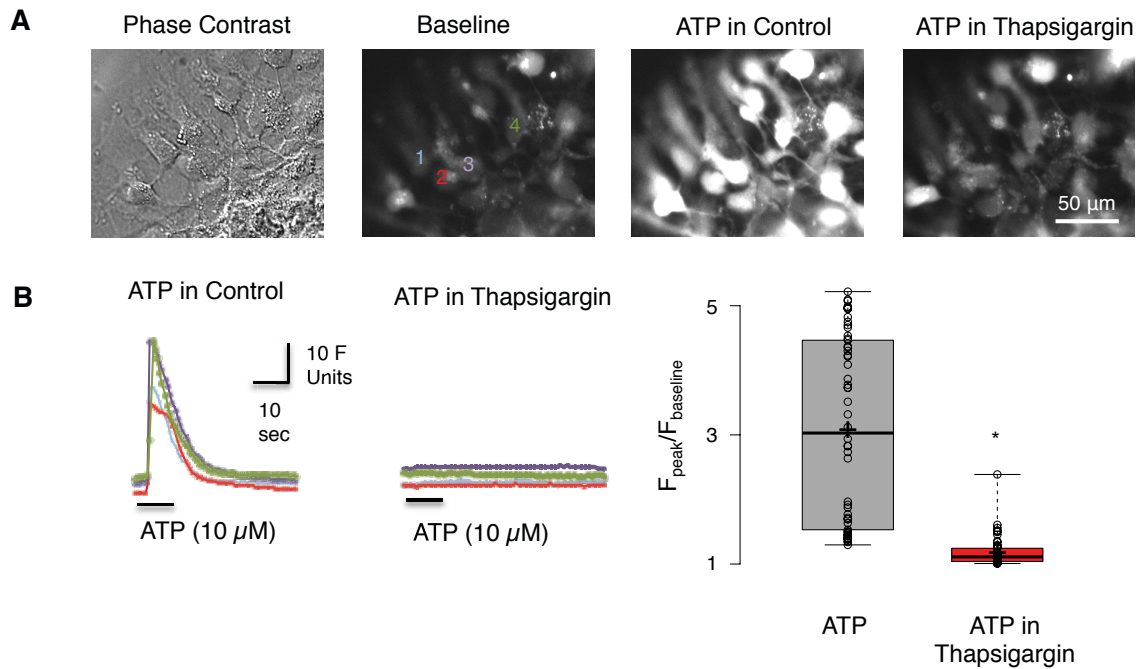 A
Phase Contrast
Baseline
ATP in Control
ATP in Thapsigargin
1
2
3
4
50 µm
B
ATP in Control
10 F
Units
10
sec
ATP (10 µM)
ATP in Thapsigargin
ATP (10 µM)
Fpeak/Fbaseline
5
3
1
*
ATP
ATP in
Thapsigargin